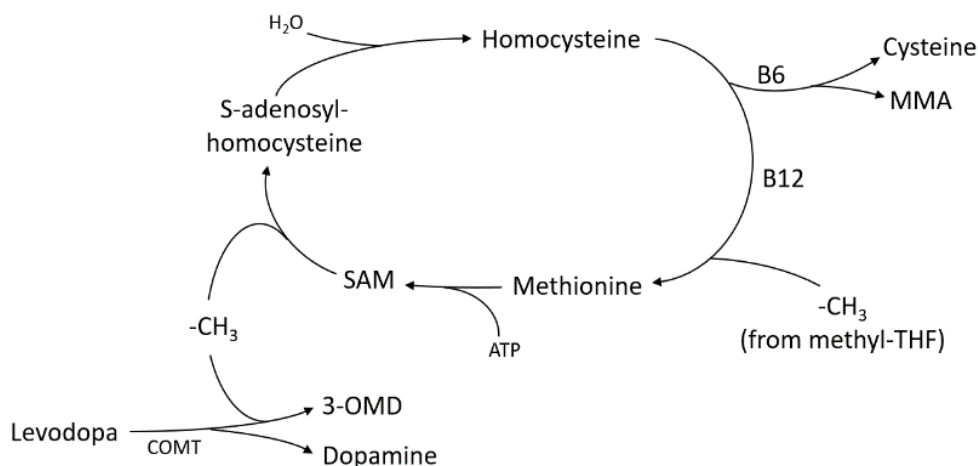 H₂O
Homocysteine
Cysteine
B6
MMA
S-adenosyl-
homocysteine
B12
SAM
Methionine
-CH₃
(from methyl-THF)
-CH₃
ATP
3-OMD
Levodopa
COMT
Dopamine